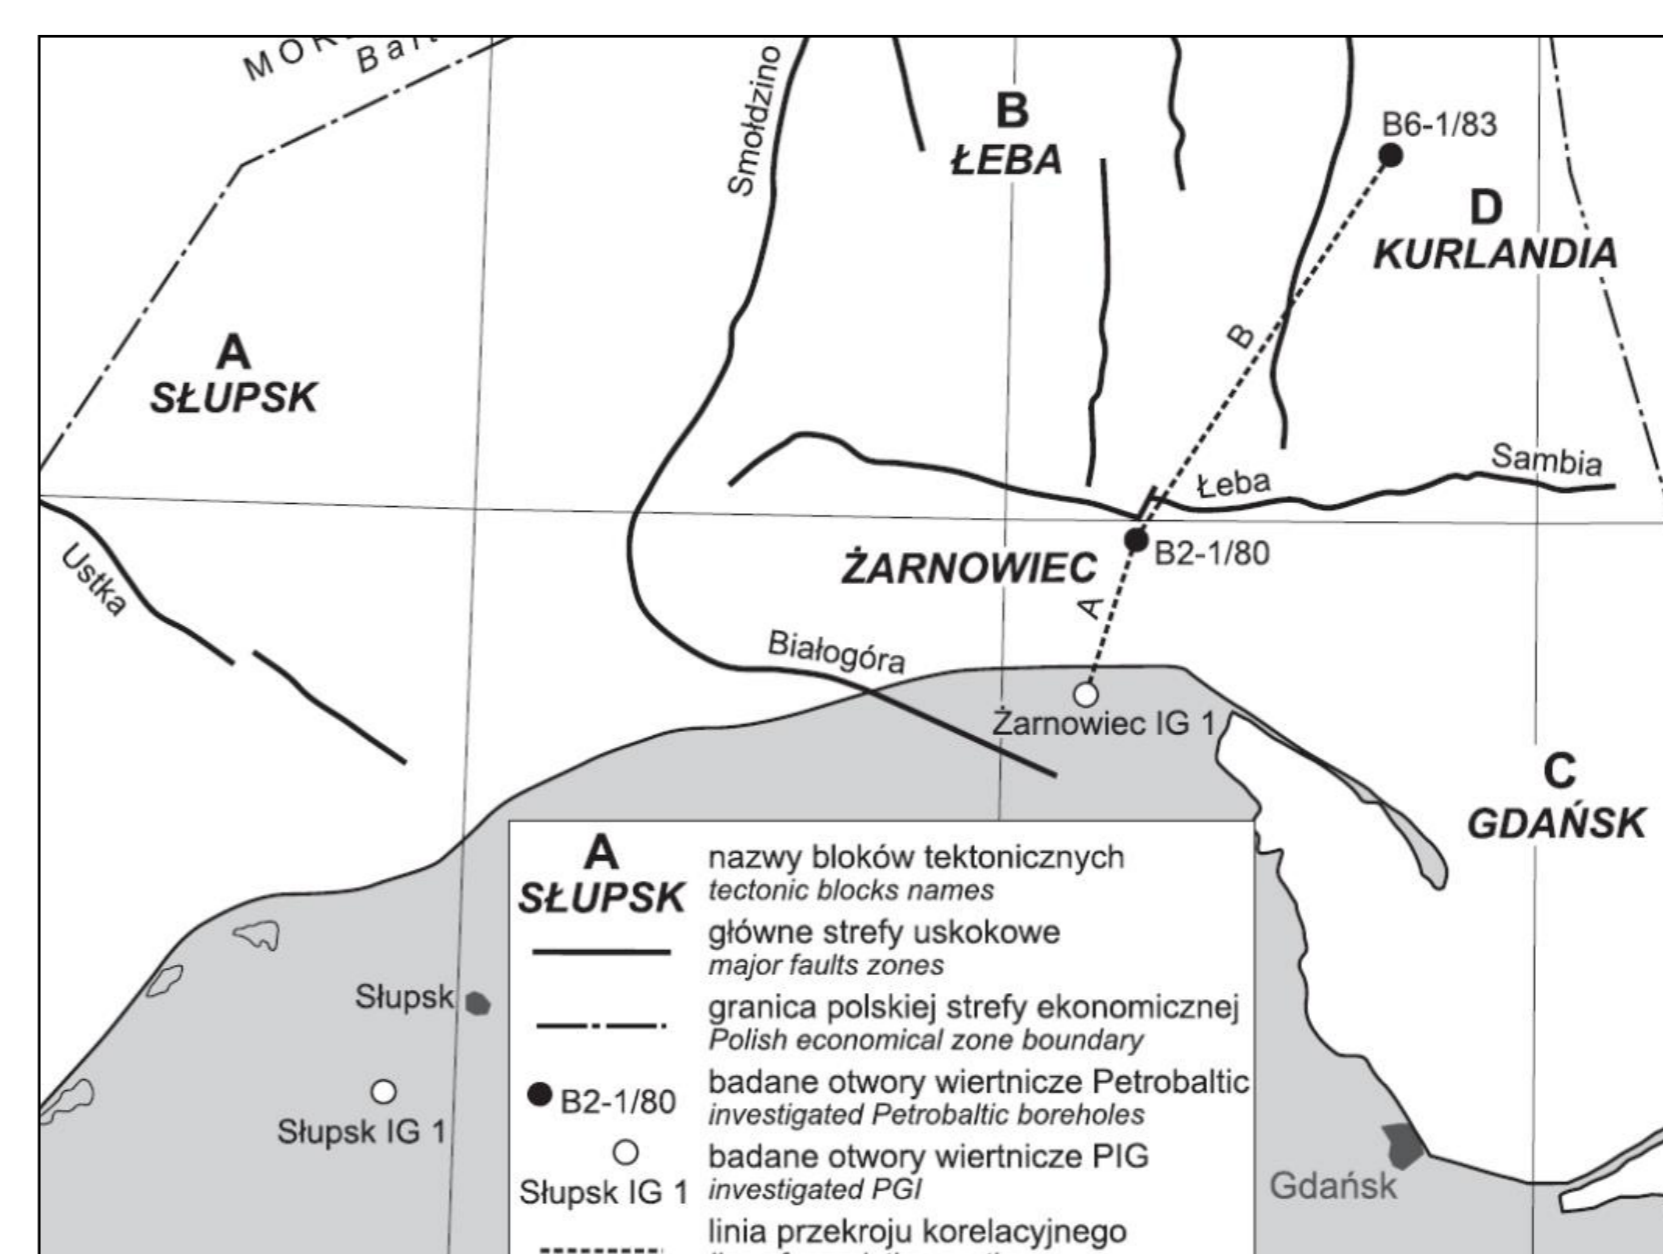 Smołdzino
B
ŁEBA
B6-1/83
D
KURLANDIA
A
SŁUPSK
B
Sambia
Łeba
Ustka
ŻARNOWIEC
B2-1/80
A
Białogóra
Żarnowiec IG 1
C
GDAŃSK
A
SŁUPSK
nazwy bloków tektonicznych
tectonic blocks names
główne strefy uskokowe
major faults zones
granica polskiej strefy ekonomicznej
Polish economical zone boundary
B2-1/80
badane otwory wiertnicze Petrobaltic
investigated Petrobaltic boreholes
badane otwory wiertnicze PIG
Słupsk IG 1
investigated PGI
linia przekroju korelacyjnego
Słupsk
Słupsk IG 1
Gdańsk